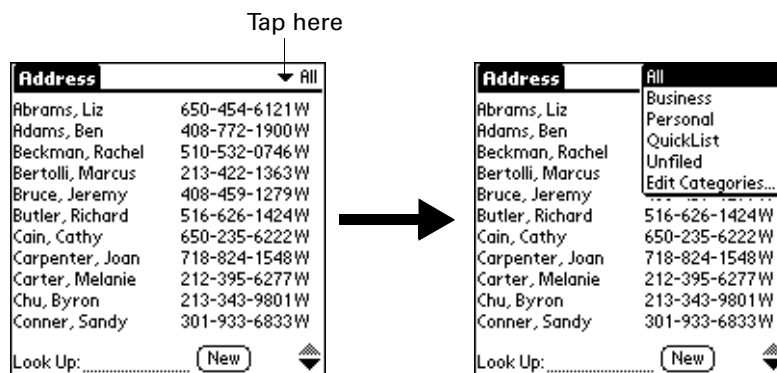 Tap here
Address All
Abrams, Liz 650-454-6121W
Adams, Ben 408-772-1900W
Beckman, Rachel 510-532-0746W
Bertolli, Marcus 213-422-1363W
Bruce, Jeremy 408-459-1279W
Butler, Richard 516-626-1424W
Cain, Cathy 650-235-6222W
Carpenter, Joan 718-824-1548W
Carter, Melanie 212-395-6277W
Chu, Byron 213-343-9801W
Conner, Sandy 301-933-6833W
Look Up: New
Address All
Business
Personal
QuickList
Unfiled
Edit Categories...
Abrams, Liz
Adams, Ben
Beckman, Rachel
Bertolli, Marcus
Bruce, Jeremy
Butler, Richard 516-626-1424W
Cain, Cathy 650-235-6222W
Carpenter, Joan 718-824-1548W
Carter, Melanie 212-395-6277W
Chu, Byron 213-343-9801W
Conner, Sandy 301-933-6833W
Look Up: New